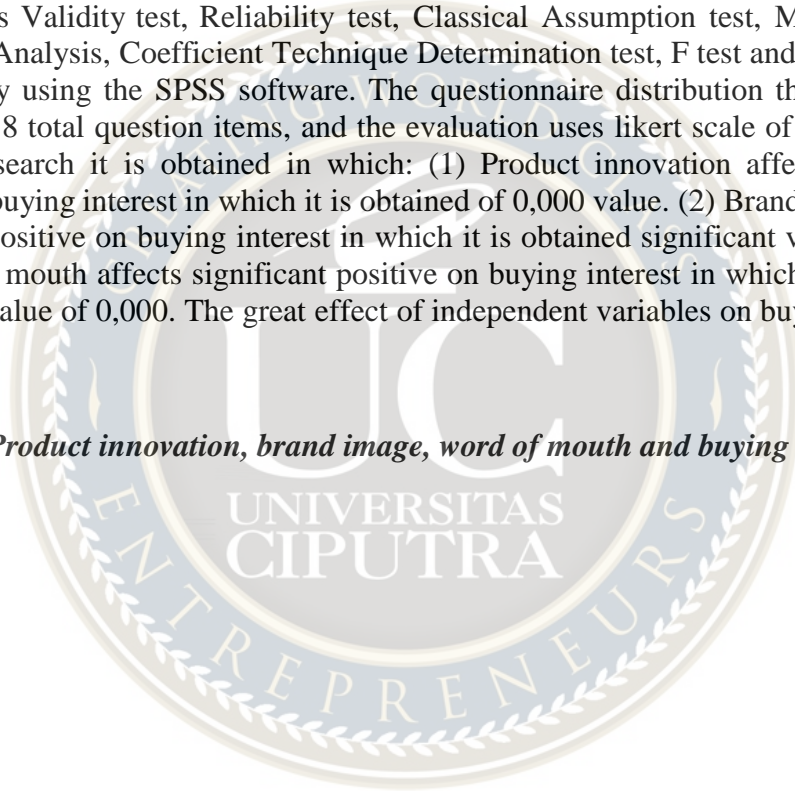 s Validity test, Reliability test, Classical Assumption test, M
Analysis, Coefficient Technique Determination test, F test and
y using the SPSS software. The questionnaire distribution th
8 total question items, and the evaluation uses likert scale of
search it is obtained in which: (1) Product innovation affe
buying interest in which it is obtained of 0,000 value. (2) Brand
ositive on buying interest in which it is obtained significant v
mouth affects significant positive on buying interest in which
alue of 0,000. The great effect of independent variables on bu
Product innovation, brand image, word of mouth and buying
CREATING WORLD CLASS
UC
UNIVERSITAS
CIPUTRA
ENTREPRENEURS